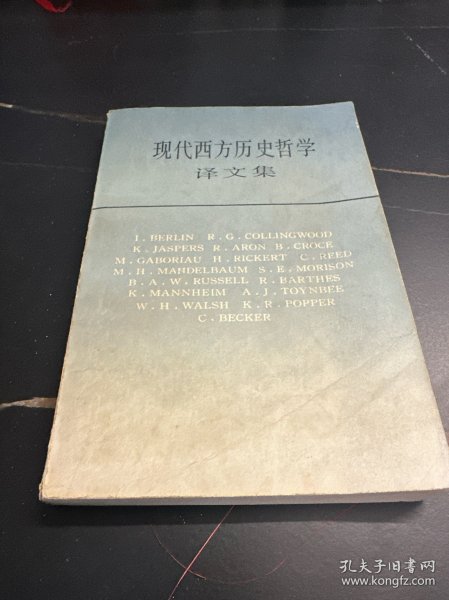 现代西方历史哲学
译文集
I．BERLIN R．G．COLLINGWOOD
K．JASPERS R．ARON B．CROCE
M．GABORIAU H．RICKERT C．REED
M．H．MANDELBAUM S．E．MORISON
B．A．W．RUSSELL R．BARTHES
K．MANNHEIM A．J．TOYNBEE
W．H．WALSH K．R．POPPER
C．BECKER
孔夫子旧书网
www.kongfz.com